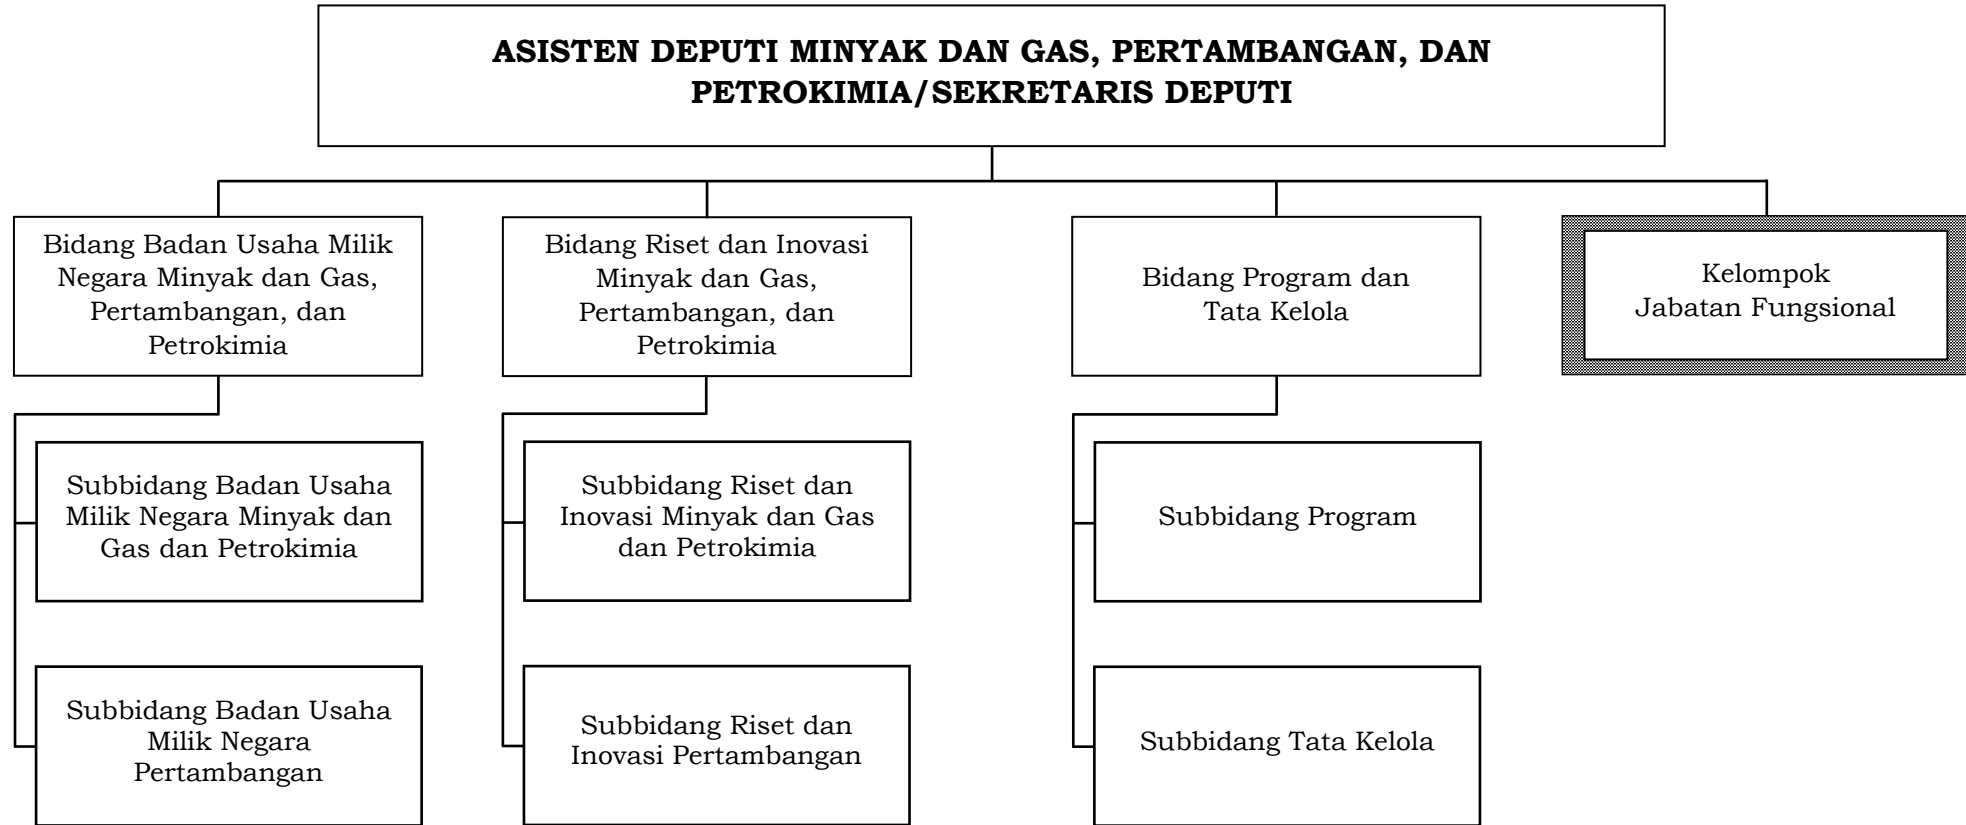 ASISTEN DEPUTI MINYAK DAN GAS, PERTAMBANGAN, DAN
PETROKIMIA/SEKRETARIS DEPUTI
Bidang Badan Usaha Milik
Negara Minyak dan Gas,
Pertambangan, dan
Petrokimia
Bidang Riset dan Inovasi
Minyak dan Gas,
Pertambangan, dan
Petrokimia
Bidang Program dan
Tata Kelola
Kelompok
Jabatan Fungsional
Subbidang Badan Usaha
Milik Negara Minyak dan
Gas dan Petrokimia
Subbidang Riset dan
Inovasi Minyak dan Gas
dan Petrokimia
Subbidang Program
Subbidang Badan Usaha
Milik Negara
Pertambangan
Subbidang Riset dan
Inovasi Pertambangan
Subbidang Tata Kelola